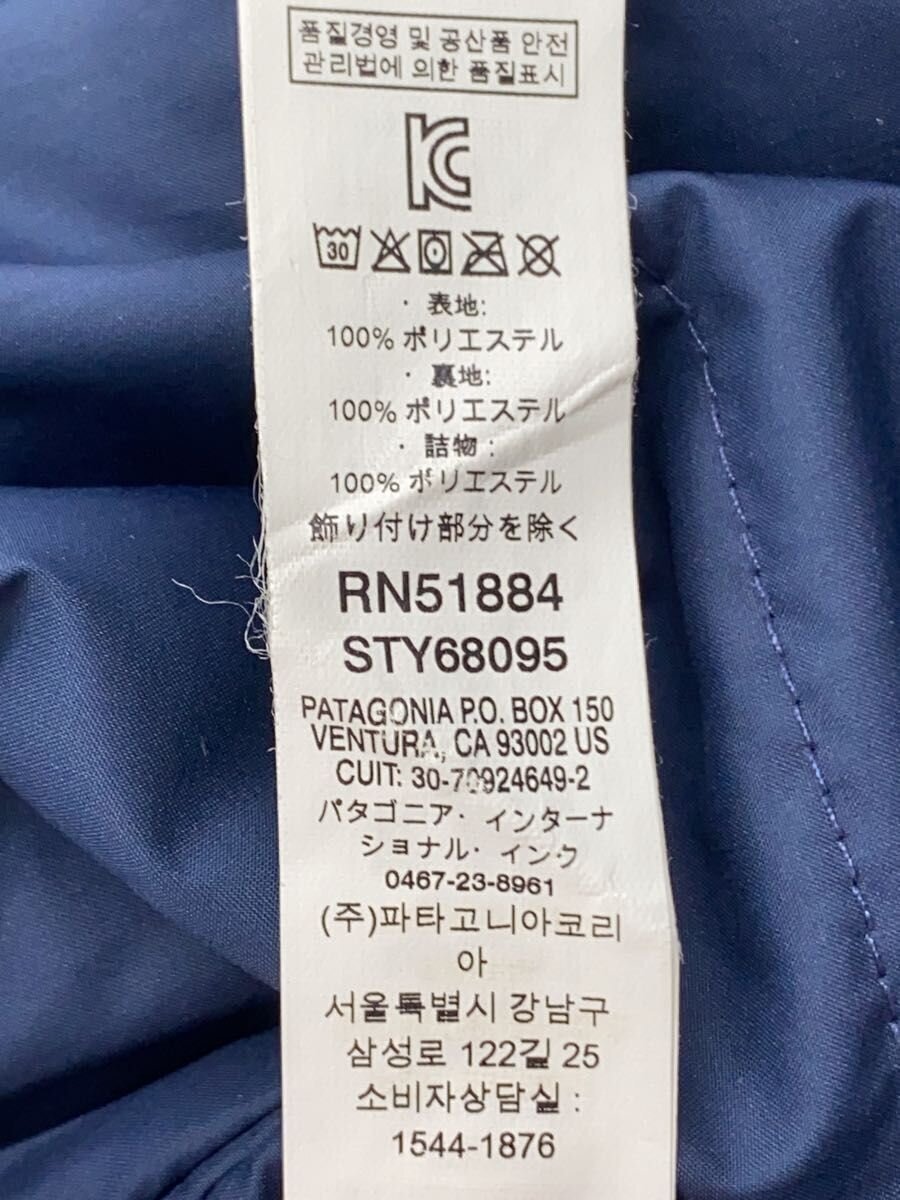 품질경영 및 공산품 안전
관리법에 의한 품질표시
KC
30
・表地:
100% ポリエステル
・裏地:
100% ポリエステル
・詰物:
100% ポリエステル
飾り付け部分を除く
RN51884
STY68095
PATAGONIA P.O. BOX 150
VENTURA, CA 93002 US
CUIT: 30-70924649-2
パタゴニア・インターナ
ショナル・インク
0467-23-8961
(주)파타고니아코리
아
서울특별시 강남구
삼성로 122길 25
소비자상담실 :
1544-1876